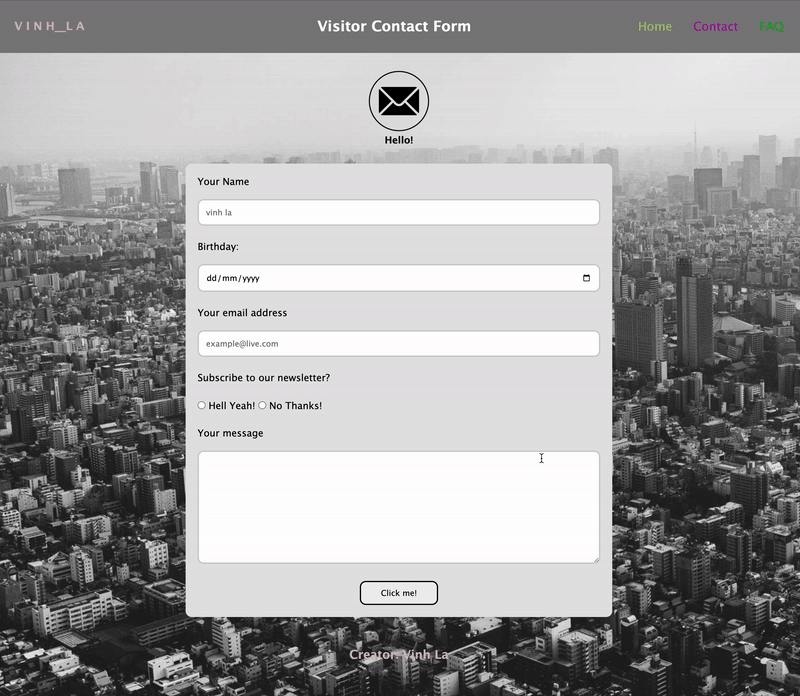 VINH_LA Visitor Contact Form Home Contact FAQ
Hello!
Your Name
vinh la
Birthday:
dd/mm/yyyy
Your email address
example@live.com
Subscribe to our newsletter?
Hell Yeah! No Thanks!
Your message
Click me!
Creator: Vinh La